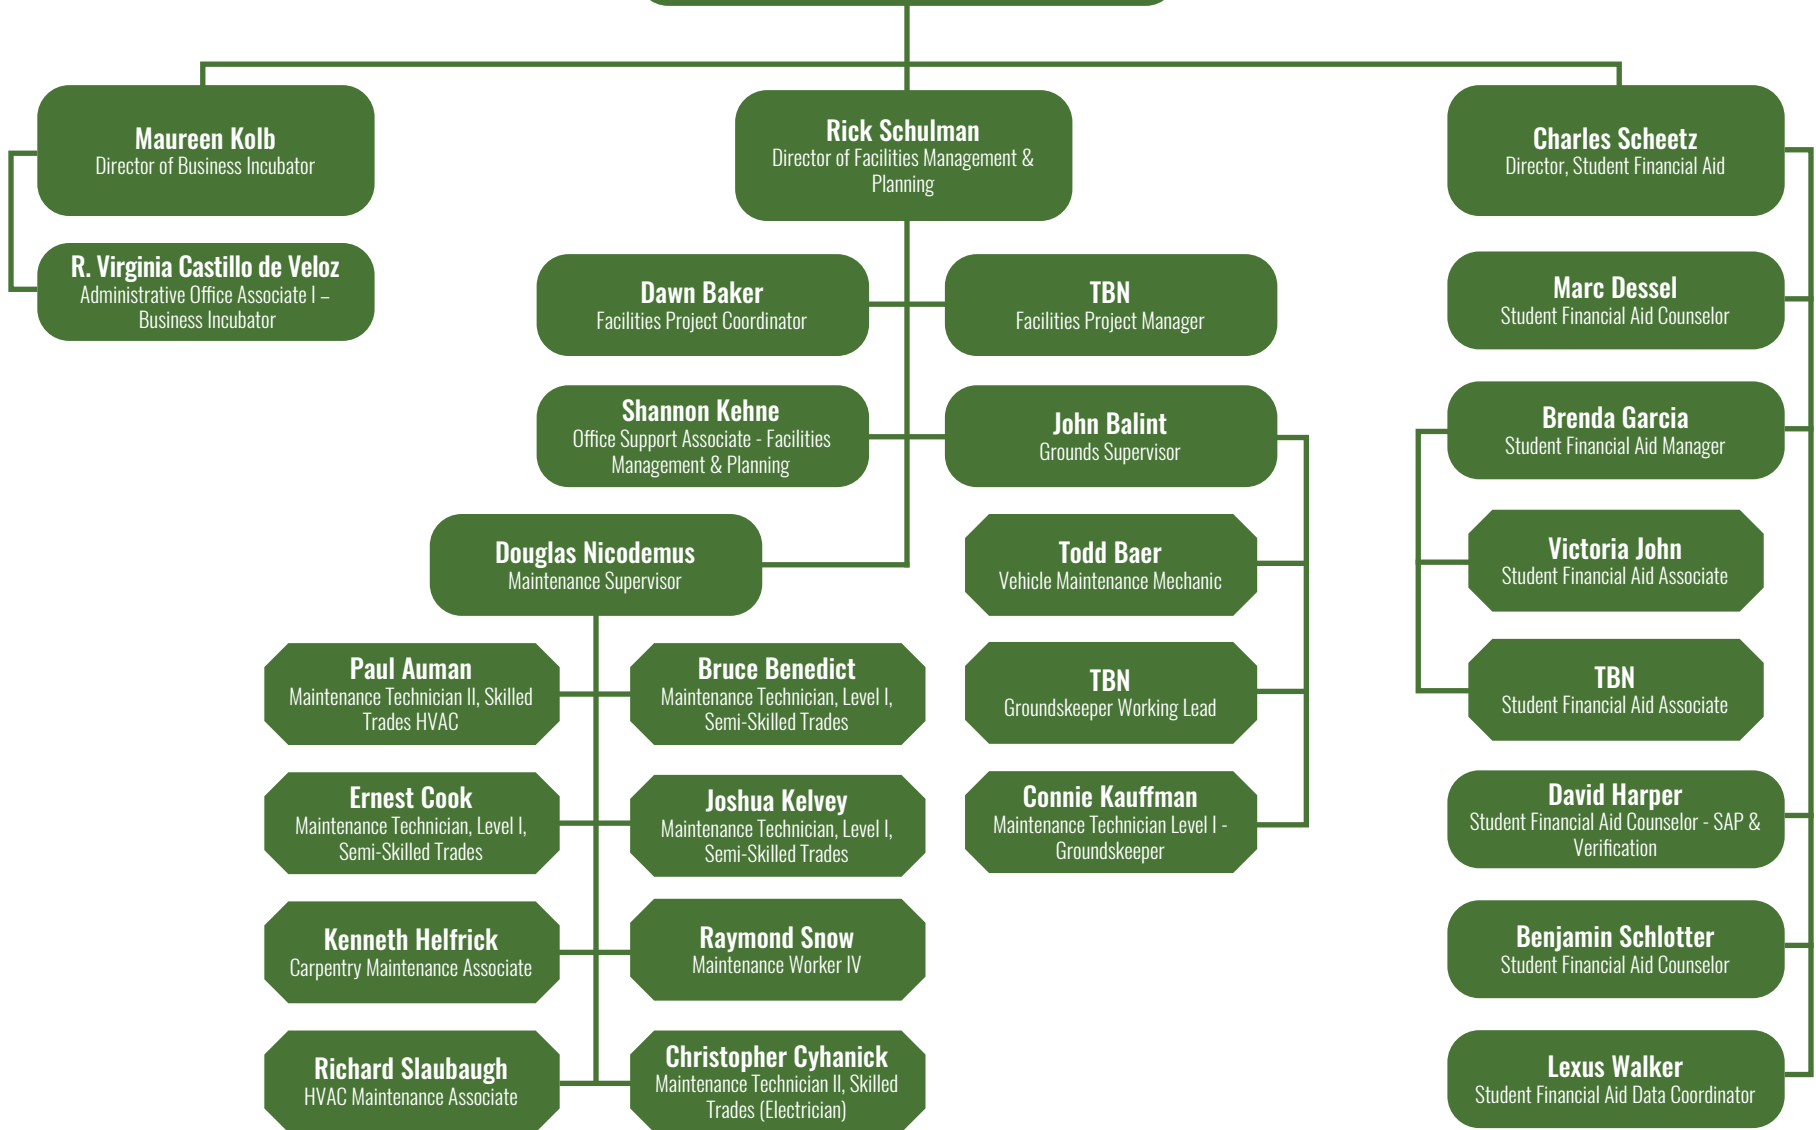 Maureen Kolb
Director of Business Incubator
R. Virginia Castillo de Veloz
Administrative Office Associate I –
Business Incubator
Rick Schulman
Director of Facilities Management &
Planning
Dawn Baker
Facilities Project Coordinator
TBN
Facilities Project Manager
Shannon Kehne
Office Support Associate - Facilities
Management & Planning
John Balint
Grounds Supervisor
Douglas Nicodemus
Maintenance Supervisor
Paul Auman
Maintenance Technician II, Skilled
Trades HVAC
Bruce Benedict
Maintenance Technician, Level I,
Semi-Skilled Trades
Ernest Cook
Maintenance Technician, Level I,
Semi-Skilled Trades
Joshua Kelvey
Maintenance Technician, Level I,
Semi-Skilled Trades
Kenneth Helfrick
Carpentry Maintenance Associate
Raymond Snow
Maintenance Worker IV
Richard Slaubaugh
HVAC Maintenance Associate
Christopher Cyhanick
Maintenance Technician II, Skilled
Trades (Electrician)
Todd Baer
Vehicle Maintenance Mechanic
TBN
Groundskeeper Working Lead
Connie Kauffman
Maintenance Technician Level I -
Groundskeeper
Charles Scheetz
Director, Student Financial Aid
Marc Dessel
Student Financial Aid Counselor
Brenda Garcia
Student Financial Aid Manager
Victoria John
Student Financial Aid Associate
TBN
Student Financial Aid Associate
David Harper
Student Financial Aid Counselor - SAP &
Verification
Benjamin Schlotter
Student Financial Aid Counselor
Lexus Walker
Student Financial Aid Data Coordinator